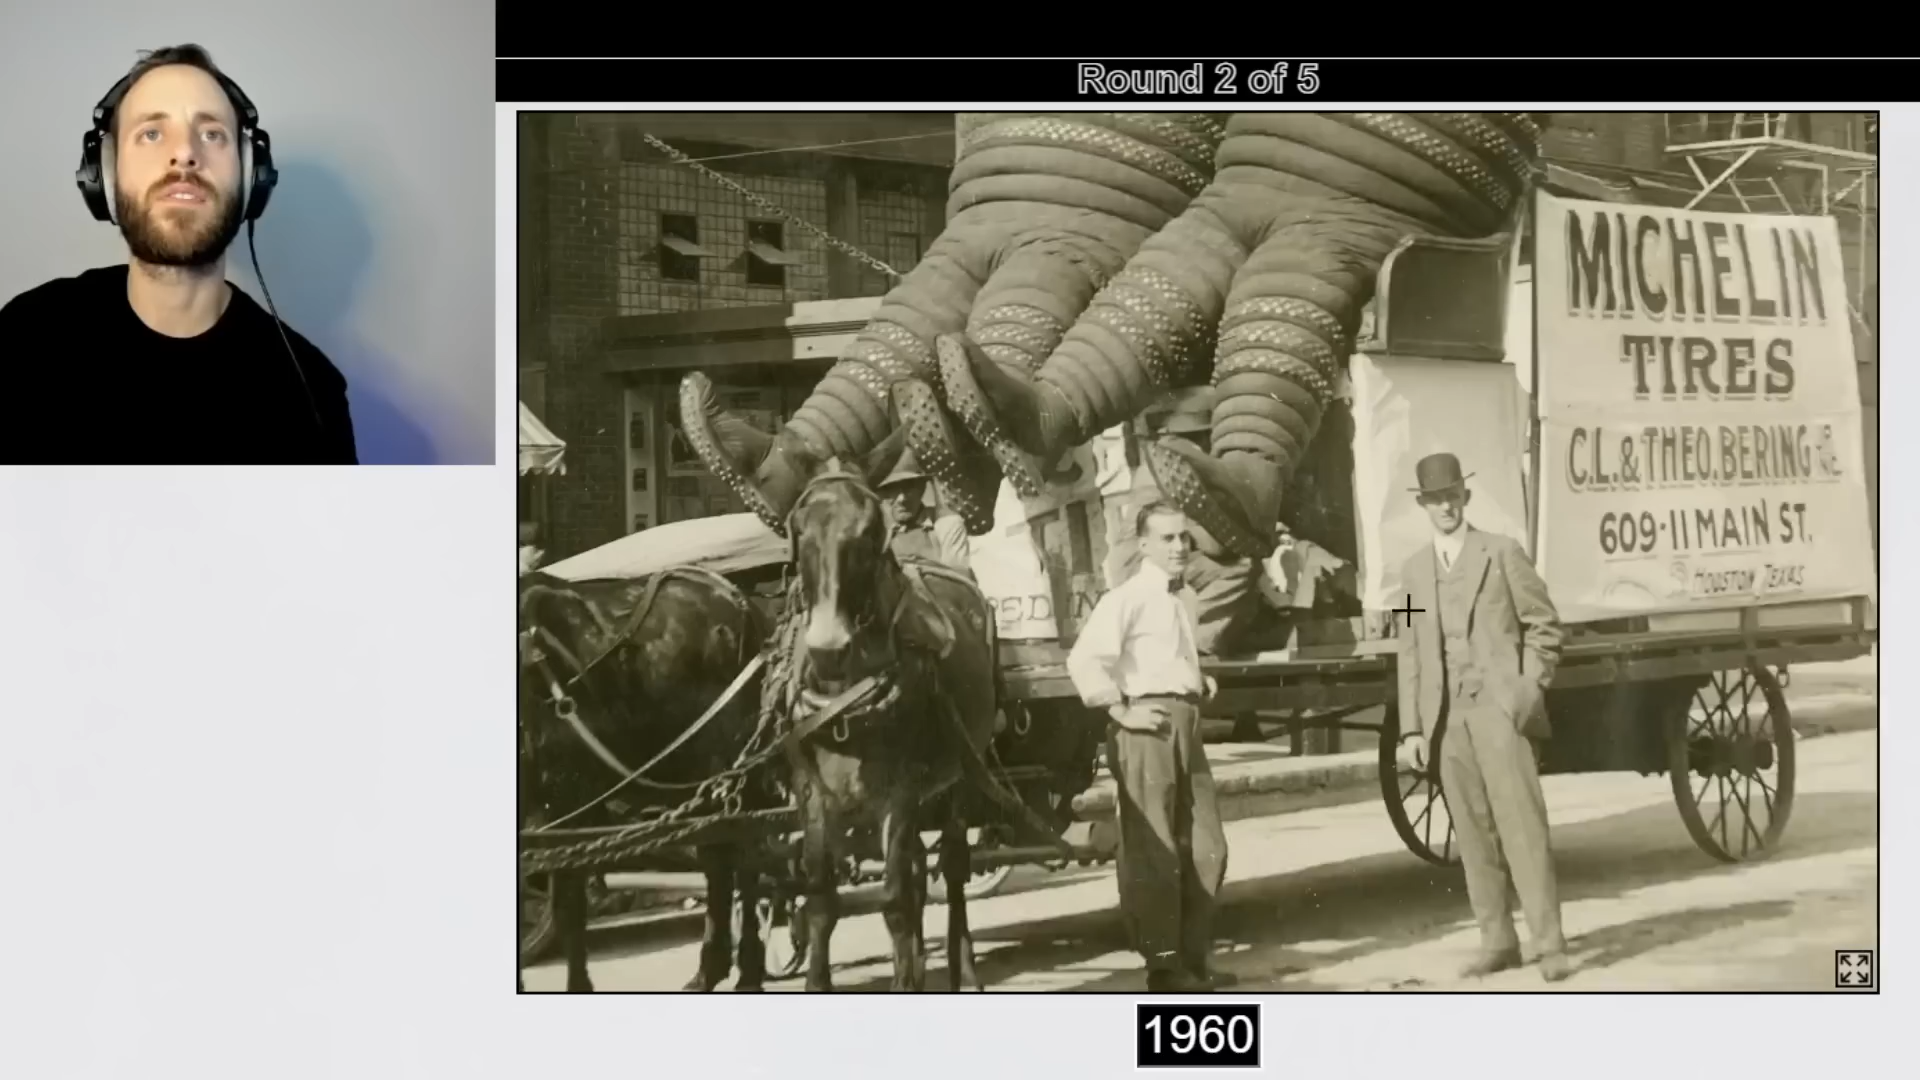 Round 2 of 5
MICHELIN
TIRES
C.L. & THEO. BERING JR.
609-11 MAIN ST.
HOUSTON TEXAS
1960